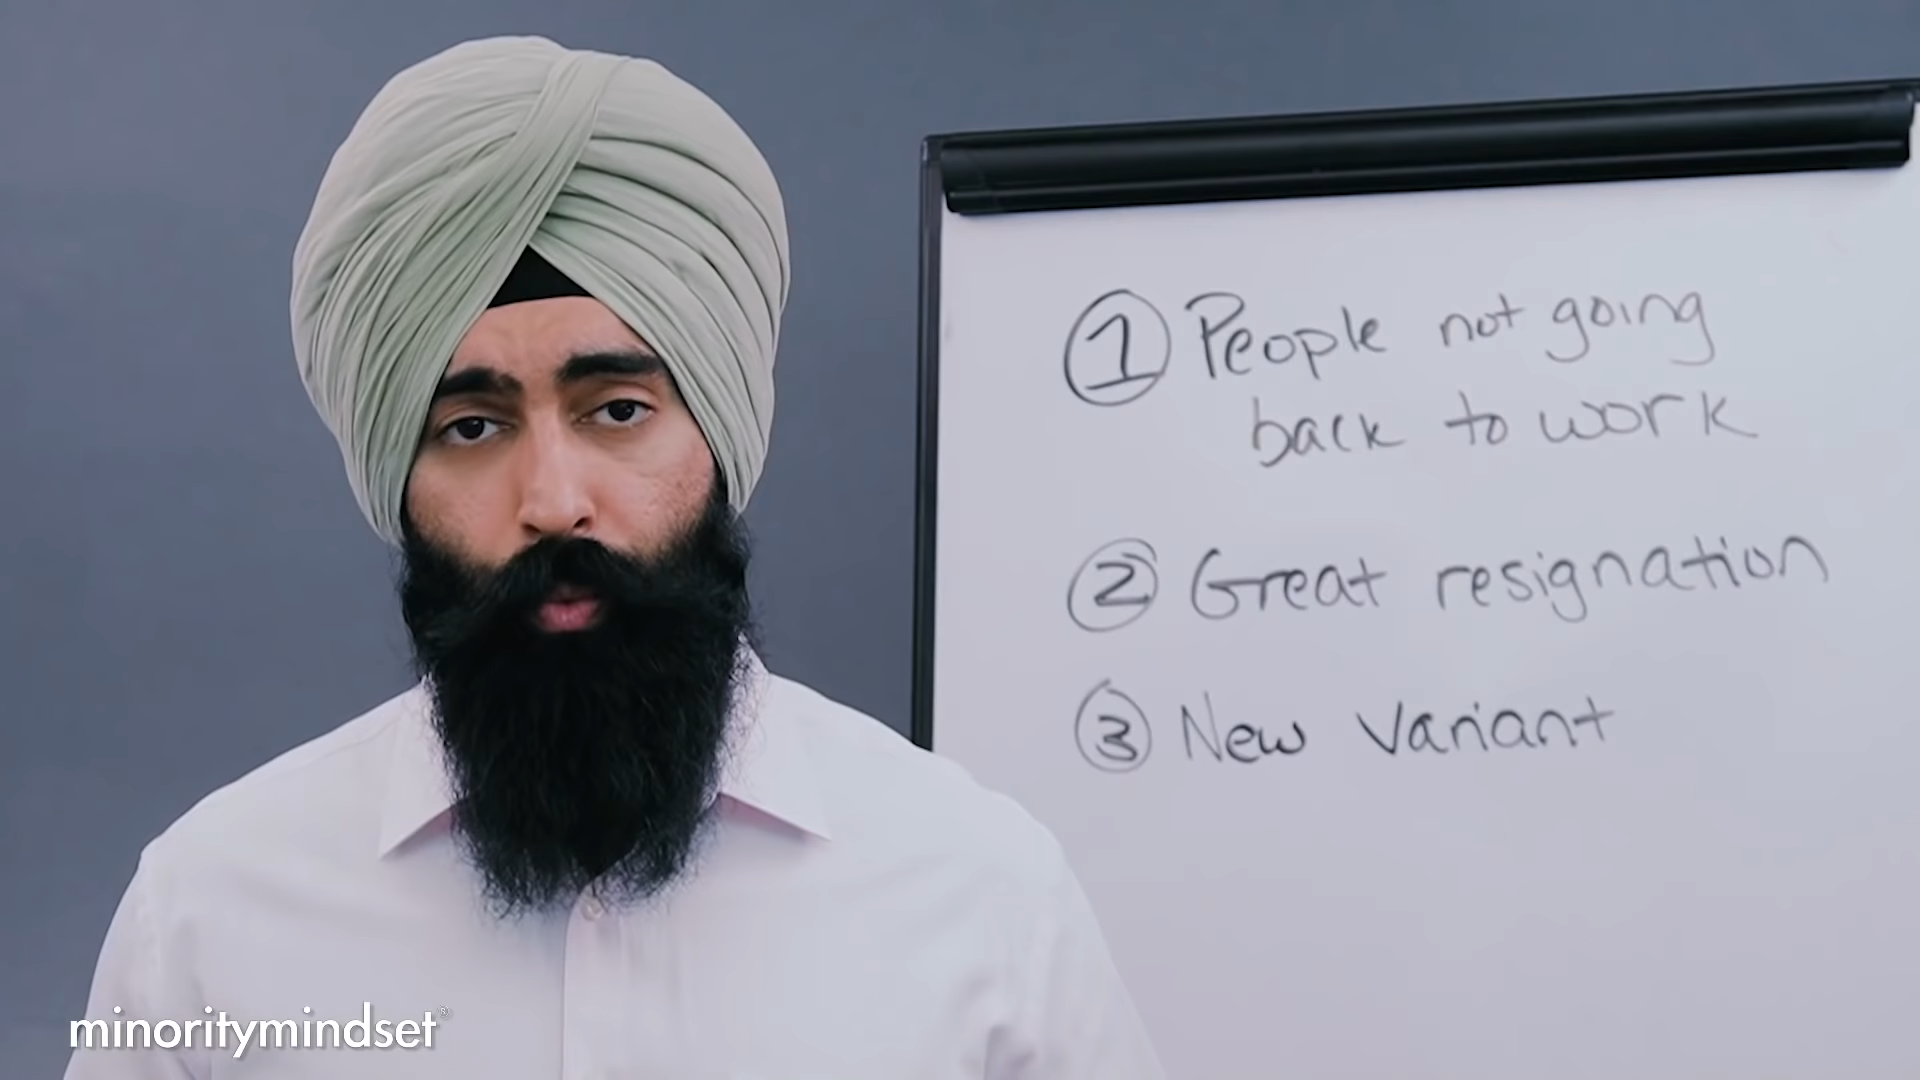 ① People not going
back to work
② Great resignation
③ New variant
minoritymindset®